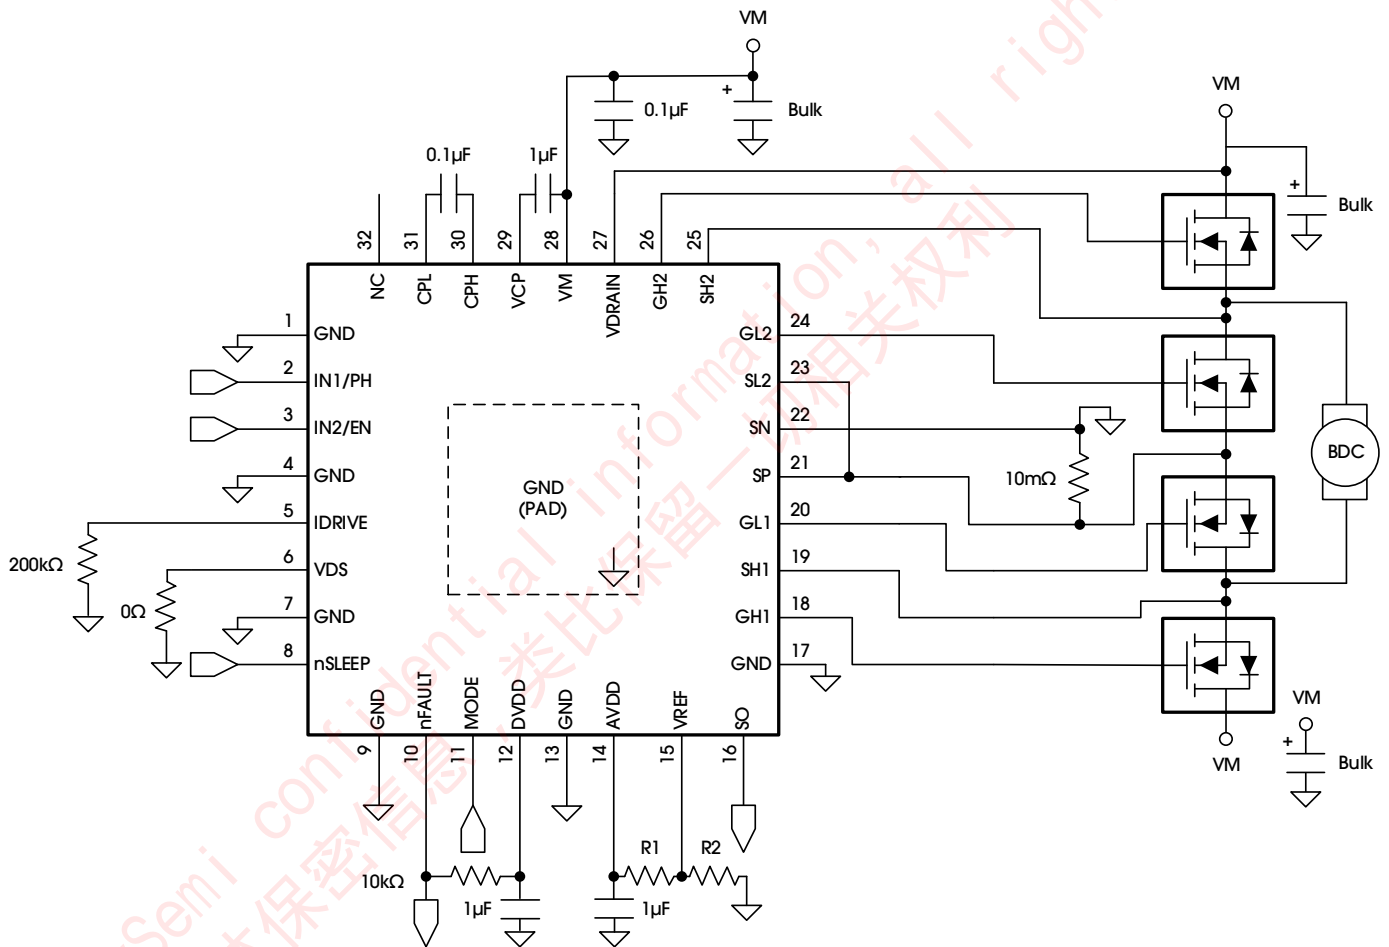 VM
VM
0.1µF
+
Bulk
0.1µF
1µF
+
Bulk
32
31
30
29
28
27
26
25
NC
CPL
CPH
VCP
VM
VDRAIN
GH2
SH2
1
GND
2
IN1/PH
3
IN2/EN
4
GND
5
IDRIVE
6
VDS
7
GND
8
nSLEEP
200kΩ
0Ω
GND
(PAD)
GL2
24
SL2
23
SN
22
SP
21
GL1
20
SH1
19
GH1
18
GND
17
10mΩ
BDC
GND
nFAULT
MODE
DVDD
GND
AVDD
VREF
SO
9
10
11
12
13
14
15
16
VM
VM
+
Bulk
10kΩ
1µF
1µF
R1
R2
Semi confidential information, all righ
保密信息，类比保留一切相关权利